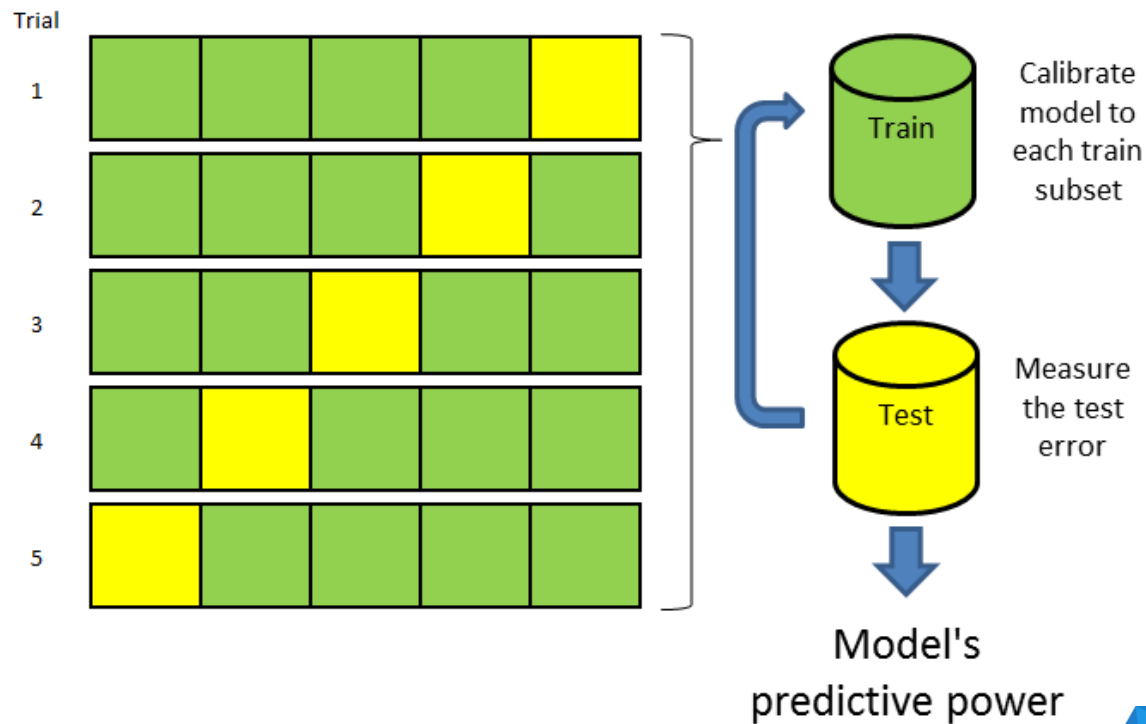 Trial
1
2
3
4
5
Train
Calibrate
model to
each train
subset
Test
Measure
the test
error
Model's
predictive power